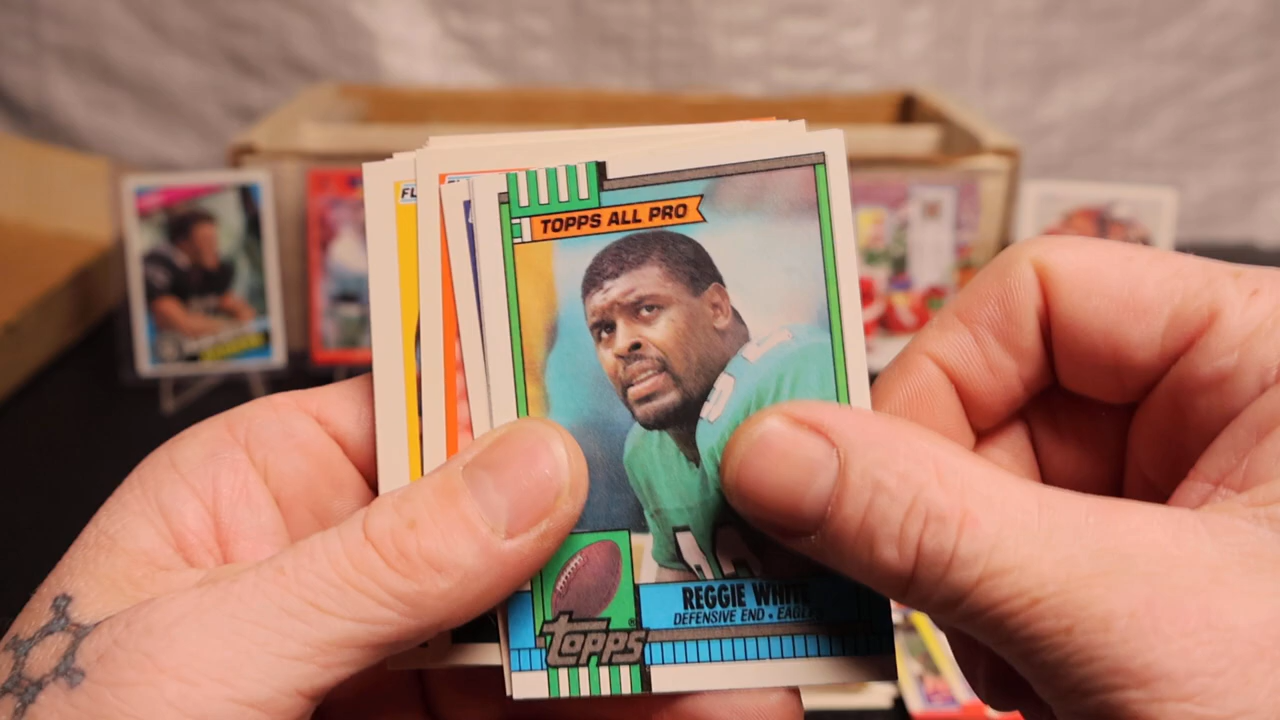 FL
TOPPS ALL PRO
REGGIE WHITE
DEFENSIVE END • EAGLES
topps®